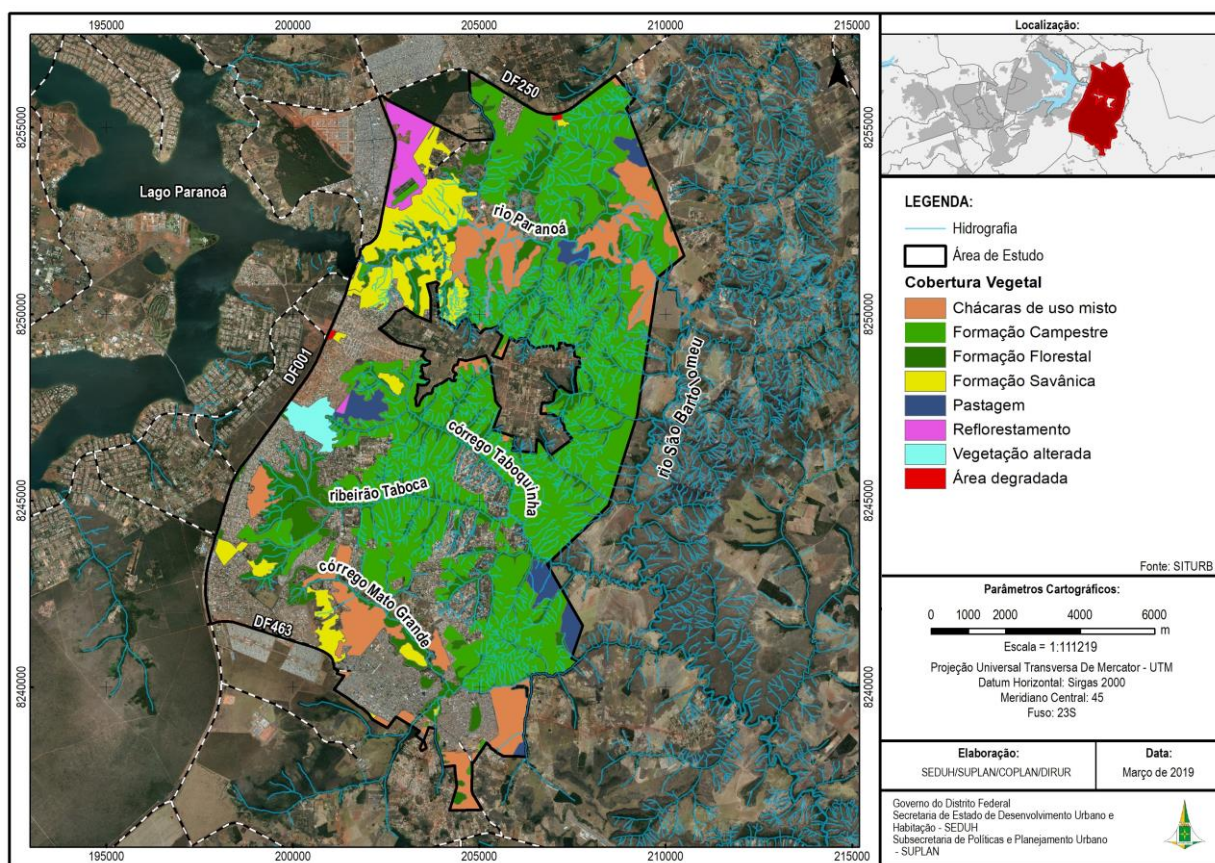 195000
200000
205000
210000
215000
8255000
8250000
8245000
8240000
DF250
Lago Paranoá
rio Paranoá
DF001
rio São Bartolomeu
córrego Taboquinha
ribeirão Taboca
córrego Mato Grande
DF463
8255000
8250000
8245000
8240000
195000
200000
205000
210000
215000
Localização:
LEGENDA:
Hidrografia
Área de Estudo
Cobertura Vegetal
Chácaras de uso misto
Formação Campestre
Formação Florestal
Formação Savânica
Pastagem
Reflorestamento
Vegetação alterada
Área degradada
Fonte: SITURB
Parâmetros Cartográficos:
0 1000 2000 4000 6000
m
Escala = 1:111219
Projeção Universal Transversa De Mercator - UTM
Datum Horizontal: Sirgas 2000
Meridiano Central: 45
Fuso: 23S
Elaboração:
SEDUH/SUPLAN/COPLAN/DIRUR
Data:
Março de 2019
Governo do Distrito Federal
Secretaria de Estado de Desenvolvimento Urbano e
Habitação - SEDUH
Subsecretaria de Políticas e Planejamento Urbano
- SUPLAN